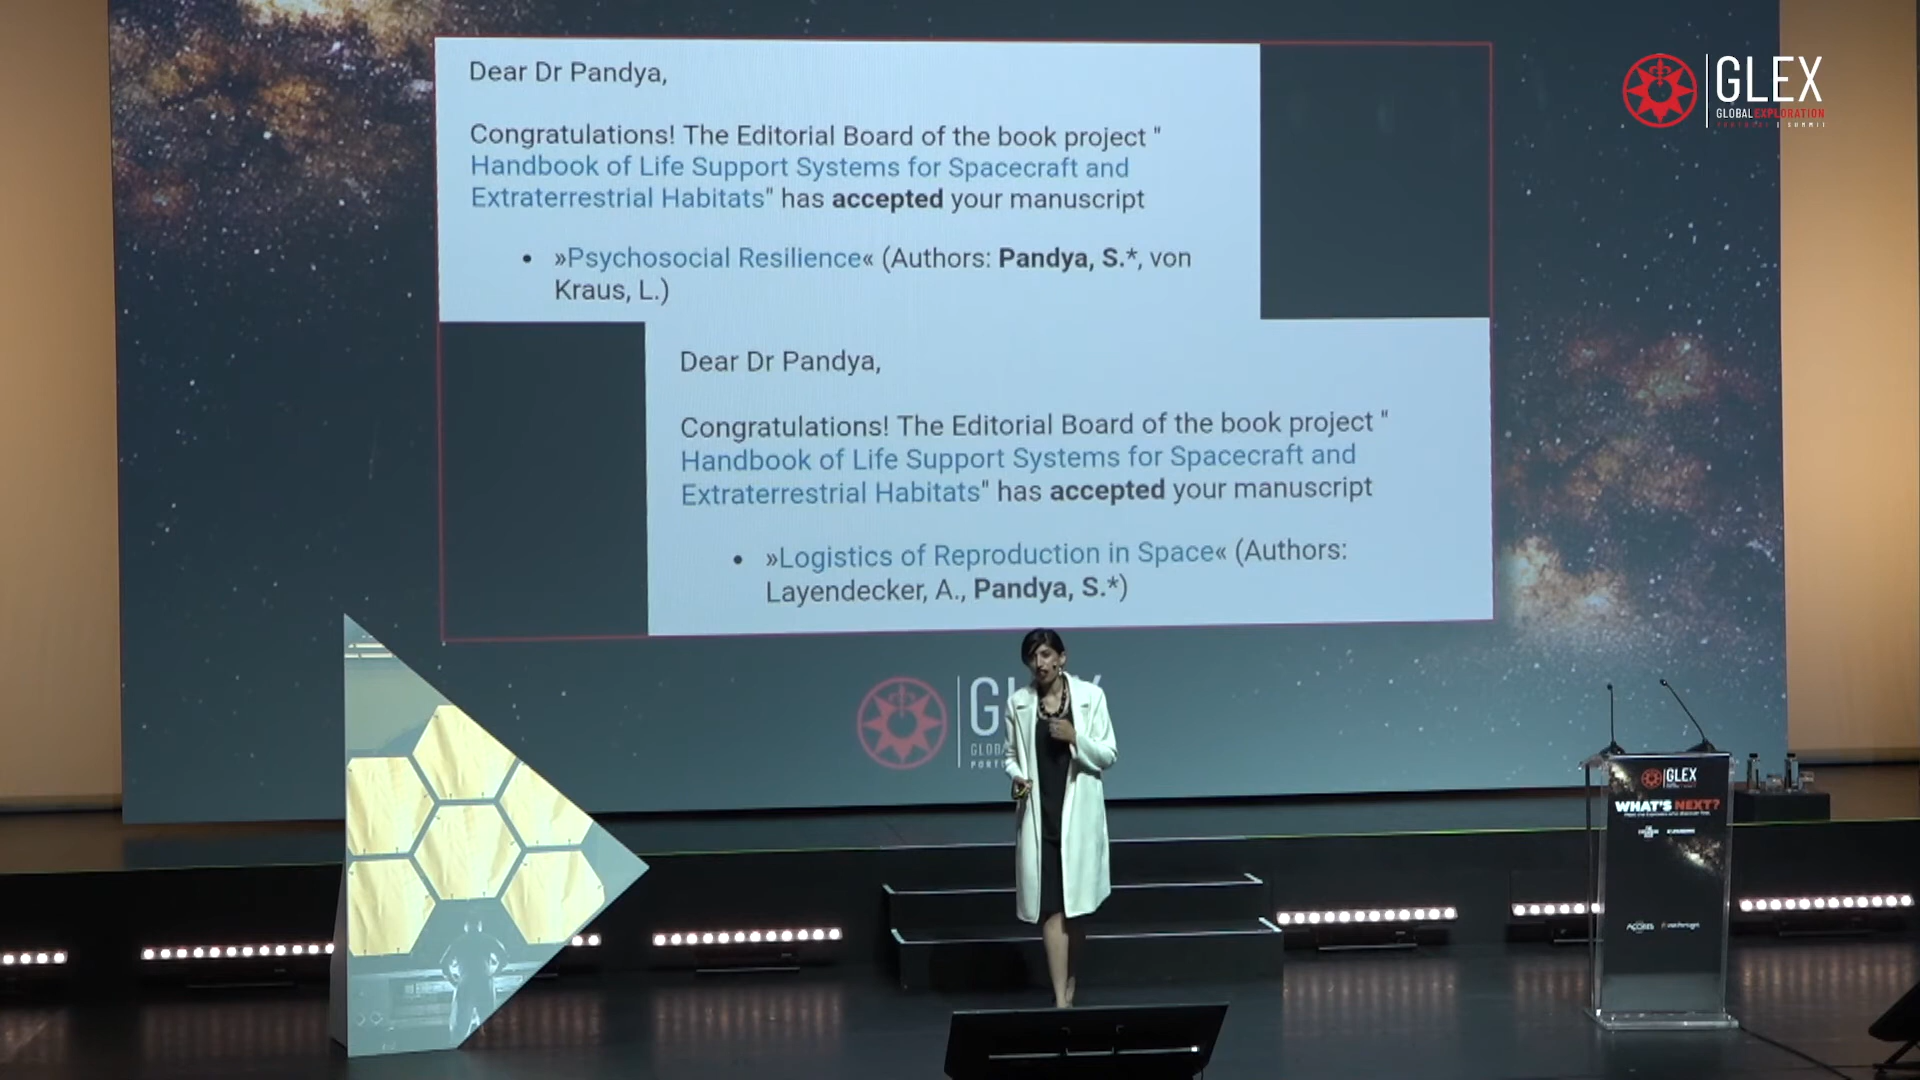 Dear Dr Pandya,
Congratulations! The Editorial Board of the book project "
Handbook of Life Support Systems for Spacecraft and
Extraterrestrial Habitats" has accepted your manuscript
• »Psychosocial Resilience« (Authors: Pandya, S.*, von
Kraus, L.)
Dear Dr Pandya,
Congratulations! The Editorial Board of the book project "
Handbook of Life Support Systems for Spacecraft and
Extraterrestrial Habitats" has accepted your manuscript
• »Logistics of Reproduction in Space« (Authors:
Layendecker, A., Pandya, S.*)
GLEX
GLOBAL EXPLORATION
SUMMIT
GLEX
WHAT'S NEXT?
AÇORES